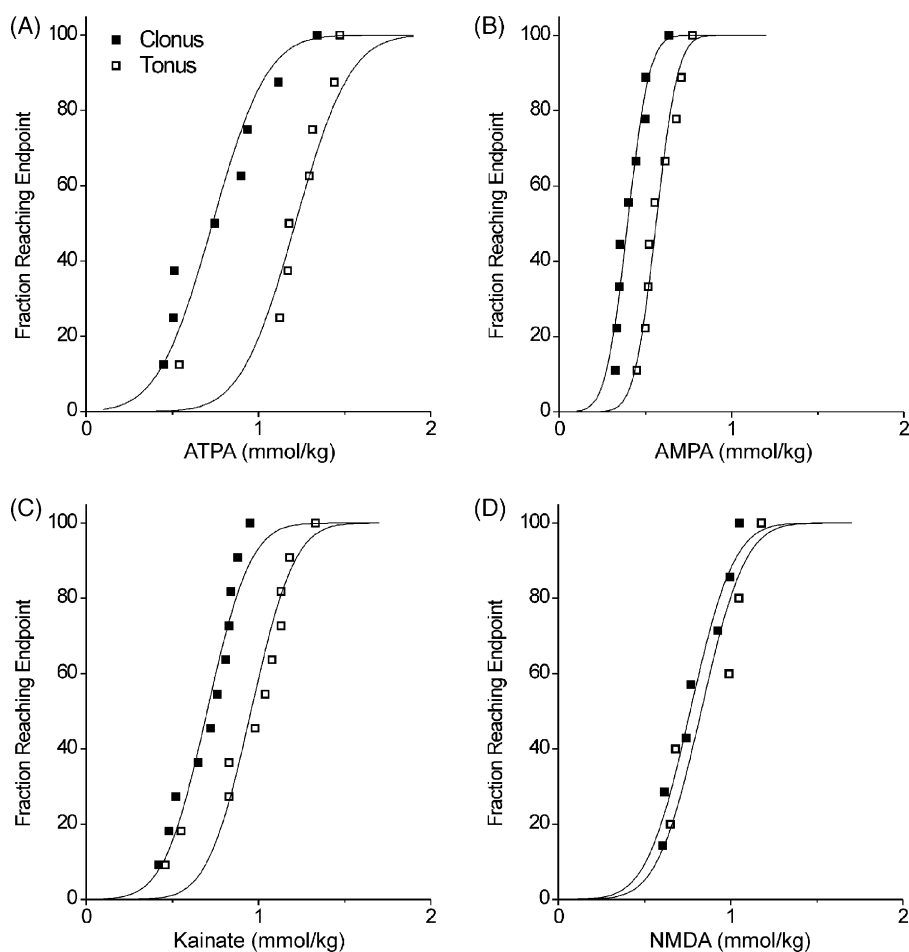 (A)
Clonus
Tonus
100
80
60
40
20
0
Fraction Reaching Endpoint
0
1
2
ATPA (mmol/kg)
(B)
100
80
60
40
20
0
Fraction Reaching Endpoint
0
1
2
AMPA (mmol/kg)
(C)
100
80
60
40
20
0
Fraction Reaching Endpoint
0
1
2
Kainate (mmol/kg)
(D)
100
80
60
40
20
0
Fraction Reaching Endpoint
0
1
2
NMDA (mmol/kg)